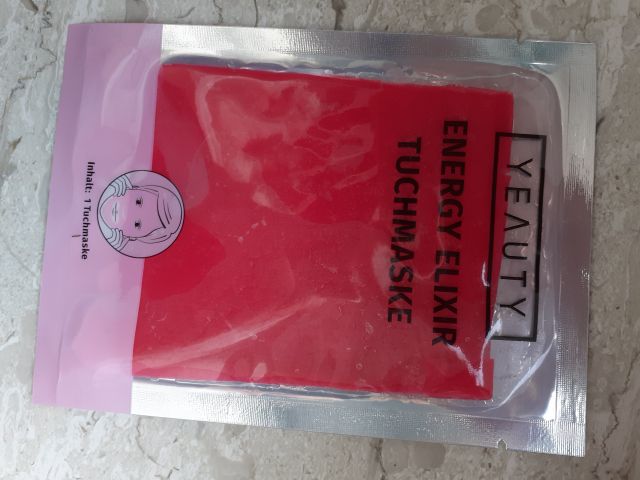 YEAUTY
ENERGY ELIXIR
TUCHMASKE
Inhalt: 1 Tuchmaske